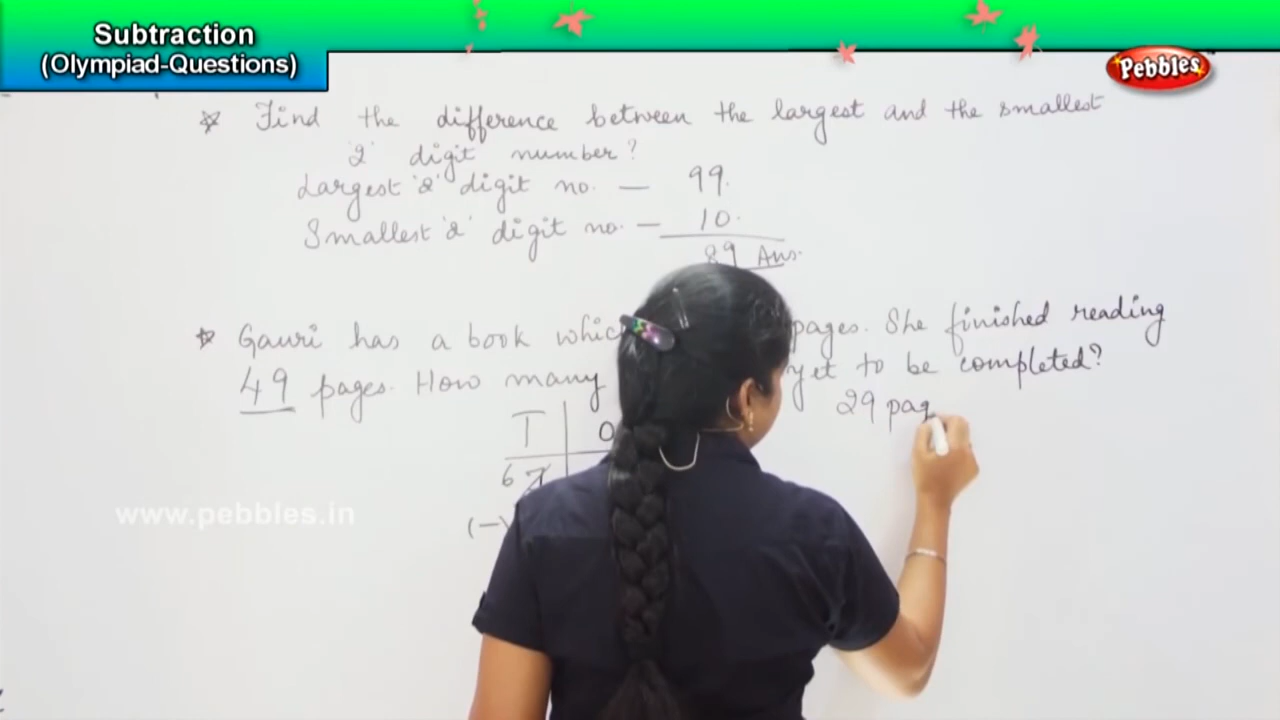 Subtraction
(Olympiad-Questions)
Pebbles
☆ Find the difference between the largest and the smallest
'2' digit number?
Largest '2' digit no. — 99.
Smallest '2' digit no. — 10.
89 Ans.
☆ Gauri has a book whic pages. She finished reading
49 pages. How many yet to be completed?
29 pag
T | O
6 7
(-)
www.pebbles.in